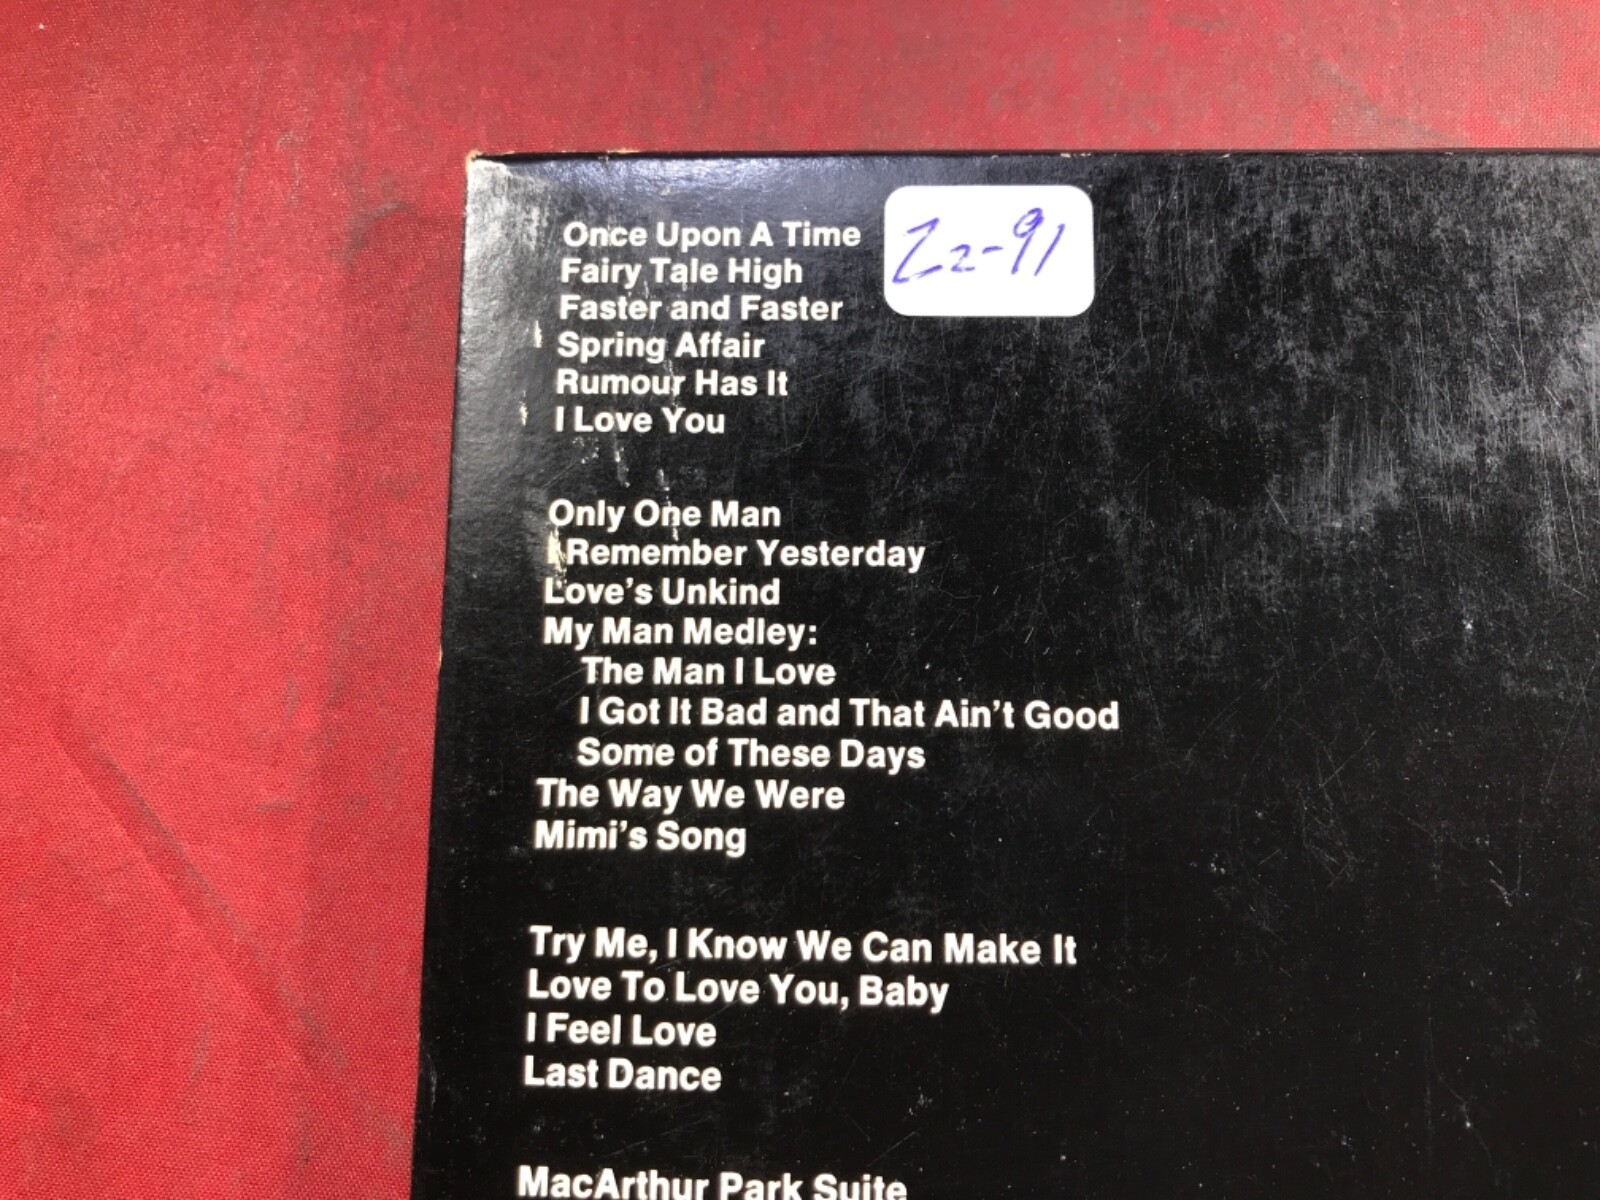 Once Upon A Time
Fairy Tale High
Faster and Faster
Spring Affair
Rumour Has It
I Love You
Zz-91
Only One Man
I Remember Yesterday
Love's Unkind
My Man Medley:
The Man I Love
I Got It Bad and That Ain't Good
Some of These Days
The Way We Were
Mimi's Song
Try Me, I Know We Can Make It
Love To Love You, Baby
I Feel Love
Last Dance
MacArthur Park Suite